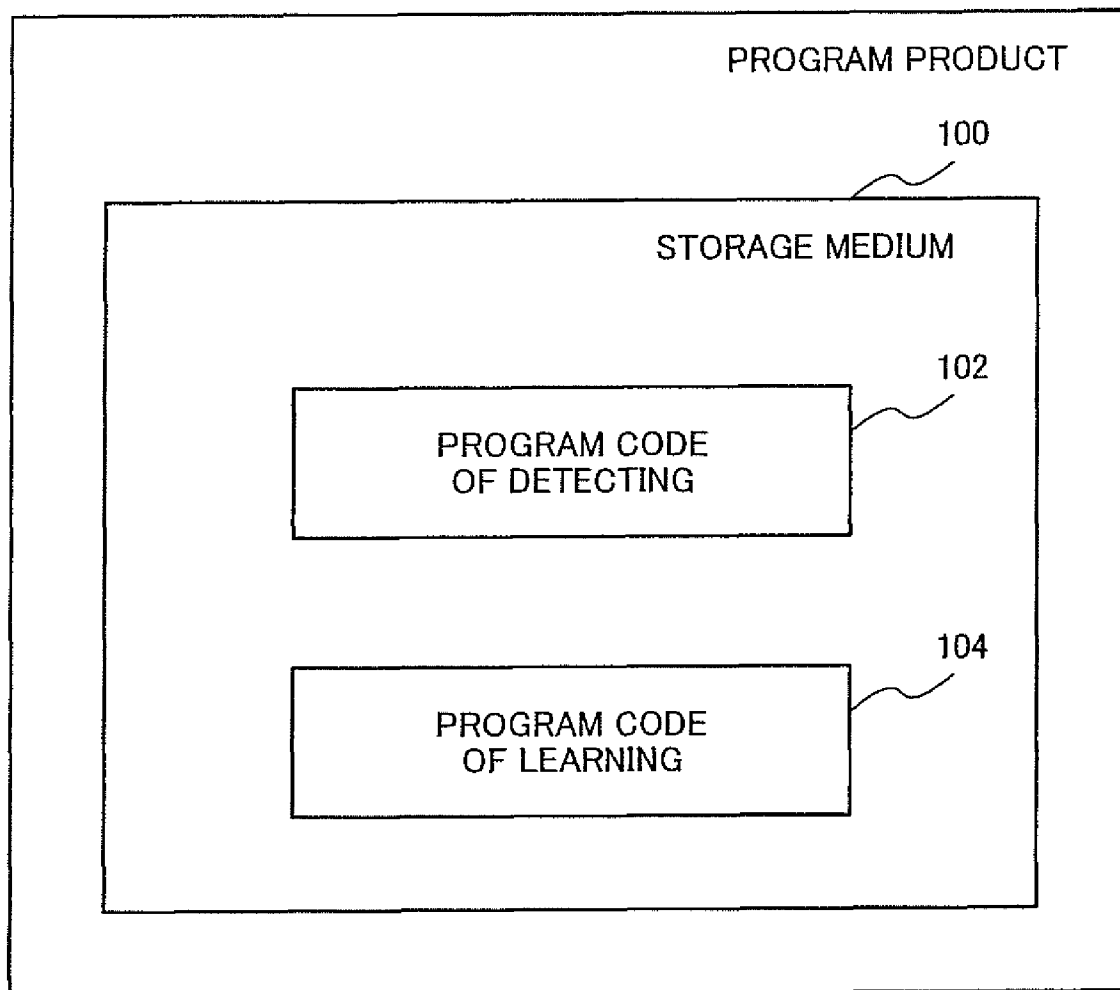 PROGRAM PRODUCT
100
STORAGE MEDIUM
102
PROGRAM CODE
OF DETECTING
104
PROGRAM CODE
OF LEARNING